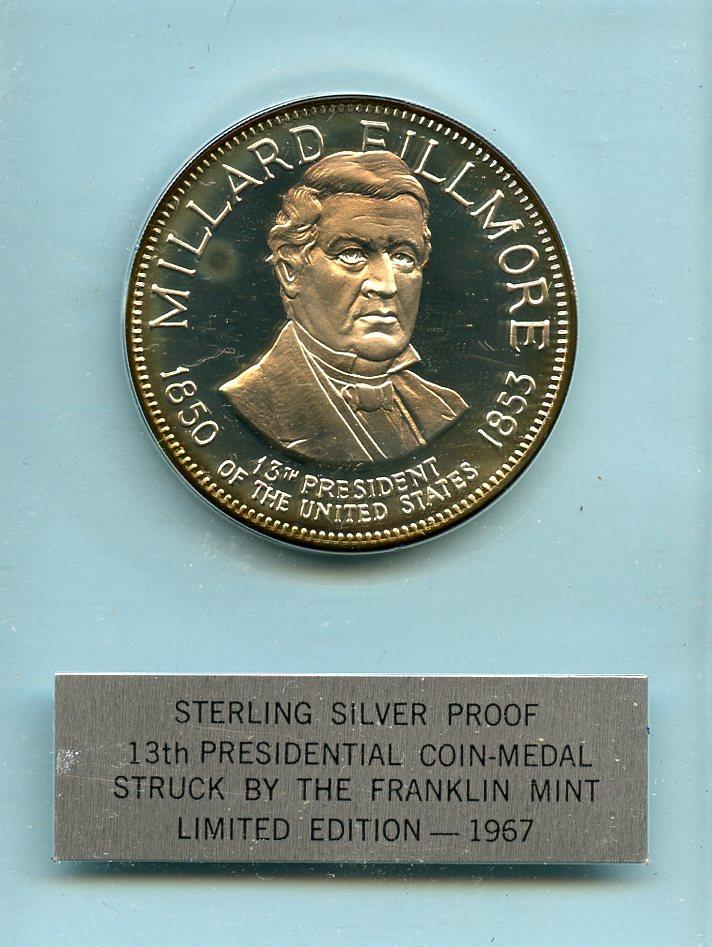 MILLARD FILLMORE
1850 1853
13TH PRESIDENT
OF THE UNITED STATES
STERLING SILVER PROOF
13th PRESIDENTIAL COIN-MEDAL
STRUCK BY THE FRANKLIN MINT
LIMITED EDITION — 1967